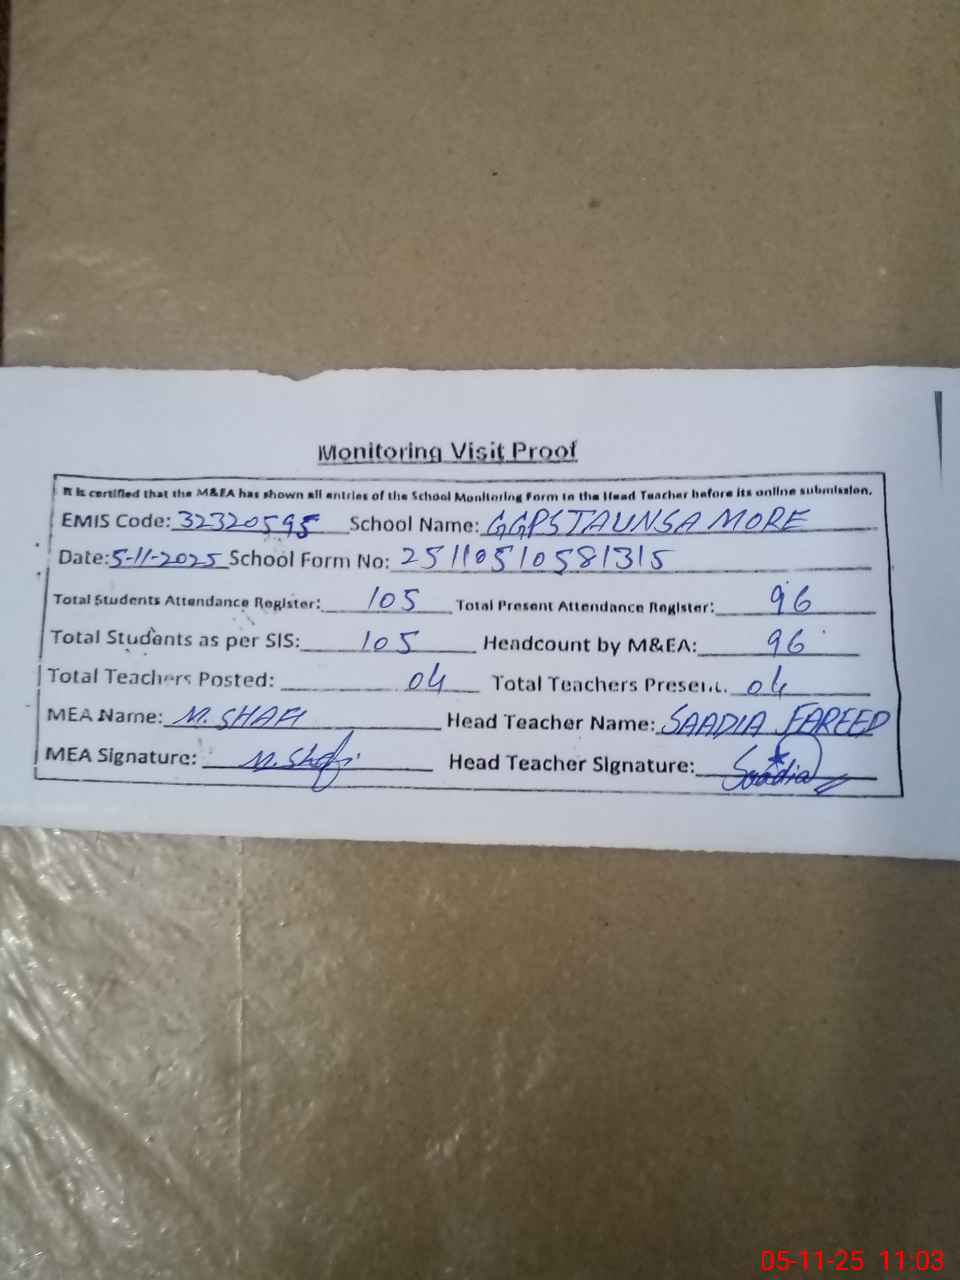 Monitoring Visit Proof
It is certified that the M&EA has shown all entries of the School Monitoring Form to the Head Teacher before its online submission.
EMIS Code: 32320595 School Name: GGPS TAUNSA MORE
Date: 5-11-2025 School Form No: 25110510581315
Total Students Attendance Register: 105 Total Present Attendance Register: 96
Total Students as per SIS: 105 Headcount by M&EA: 96
Total Teachers Posted: 04 Total Teachers Present: 04
MEA Name: M. SHAFI Head Teacher Name: SAADIA FAREED
MEA Signature: M. Shafi Head Teacher Signature: Saadia
05-11-25 11:03